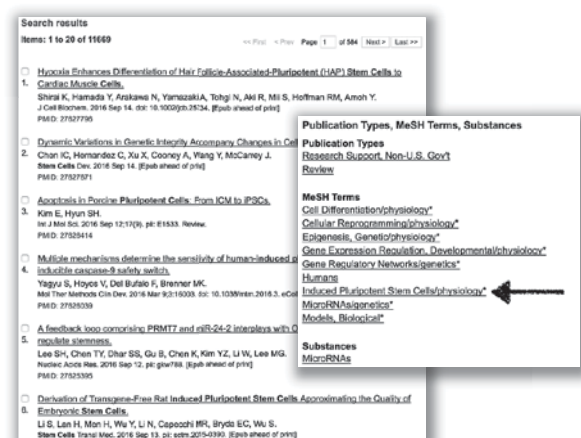 Search results
Items: 1 to 20 of 11669
<< First < Prev Page 1 of 584 Next > Last >>
Hypoxia Enhances Differentiation of Hair Follicle-Associated-Pluripotent (HAP) Stem Cells to
1. Cardiac Muscle Cells.
Shirai K, Hamada Y, Arakawa N, Yamazaki A, Tohgi N, Aki R, Mii S, Hoffman RM, Amoh Y.
J Cell Biochem. 2016 Sep 14. doi: 10.1002/jcb.25734. [Epub ahead of print]
PMID: 27627795
Dynamic Variations in Genetic Integrity Accompany Changes in Cell
2. Chen IC, Hernandez C, Xu X, Cooney A, Wang Y, McCarrey J.
Stem Cells Dev. 2016 Sep 14. [Epub ahead of print]
PMID: 27627671
Apoptosis in Porcine Pluripotent Cells: From ICM to iPSCs.
3. Kim E, Hyun SH.
Int J Mol Sci. 2016 Sep 12;17(9). pii: E1533. Review.
PMID: 27626414
Multiple mechanisms determine the sensitivity of human-induced p
4. inducible caspase-9 safety switch.
Yagyu S, Hoyos V, Del Bufalo F, Brenner MK.
Mol Ther Methods Clin Dev. 2016 Mar 9;3:16003. doi: 10.1038/mtm.2016.3. eCol
PMID: 27626039
A feedback loop comprising PRMT7 and miR-24-2 interplays with O
5. regulate stemness.
Lee SH, Chen TY, Dhar SS, Gu B, Chen K, Kim YZ, Li W, Lee MG.
Nucleic Acids Res. 2016 Sep 12. pii: gkw788. [Epub ahead of print]
PMID: 27625395
Derivation of Transgene-Free Rat Induced Pluripotent Stem Cells Approximating the Quality of
6. Embryonic Stem Cells.
Li S, Len H, Mon H, Wu Y, Li N, Capecchi MR, Bryda EC, Wu S.
Stem Cells Transl Med. 2016 Sep 13. pii: sctm.2015-0390. [Epub ahead of print]
Publication Types, MeSH Terms, Substances
Publication Types
Research Support, Non-U.S. Gov't
Review
MeSH Terms
Cell Differentiation/physiology*
Cellular Reprogramming/physiology*
Epigenesis, Genetic/physiology*
Gene Expression Regulation, Developmental/physiology*
Gene Regulatory Networks/genetics*
Humans
Induced Pluripotent Stem Cells/physiology*
MicroRNAs/genetics*
Models, Biological*
Substances
MicroRNAs